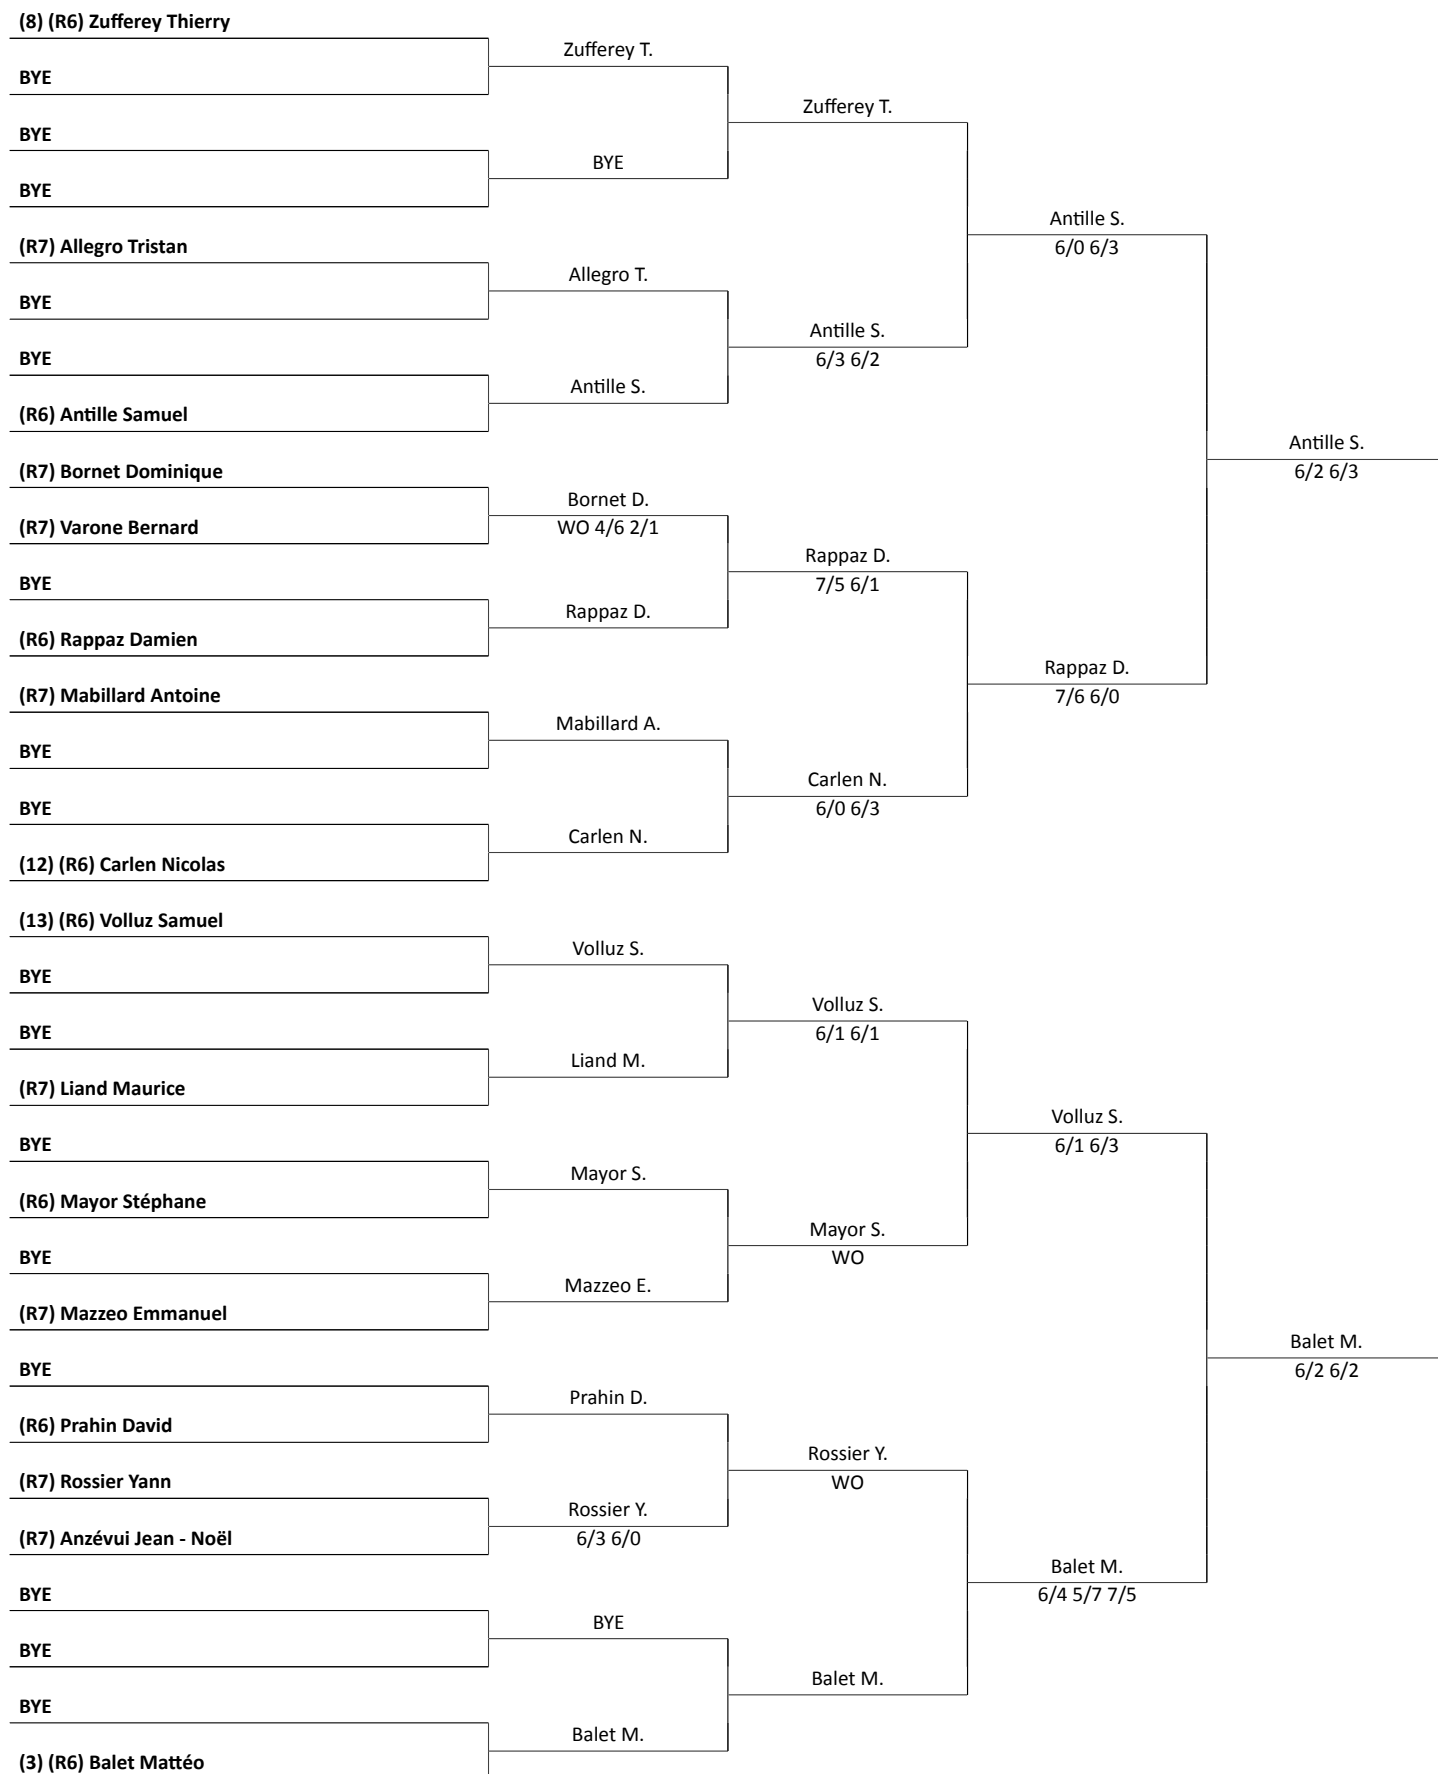 (8) (R6) Zufferey Thierry
Zufferey T.
BYE
Zufferey T.
BYE
BYE
BYE
Antille S.
(R7) Allegro Tristan
6/0 6/3
Allegro T.
BYE
Antille S.
BYE
6/3 6/2
Antille S.
(R6) Antille Samuel
Antille S.
(R7) Bornet Dominique
6/2 6/3
Bornet D.
(R7) Varone Bernard
WO 4/6 2/1
Rappaz D.
BYE
7/5 6/1
Rappaz D.
(R6) Rappaz Damien
Rappaz D.
(R7) Mabillard Antoine
7/6 6/0
Mabillard A.
BYE
Carlen N.
BYE
6/0 6/3
Carlen N.
(12) (R6) Carlen Nicolas
(13) (R6) Volluz Samuel
Volluz S.
BYE
Volluz S.
BYE
6/1 6/1
Liand M.
(R7) Liand Maurice
Volluz S.
BYE
6/1 6/3
Mayor S.
(R6) Mayor Stéphane
Mayor S.
BYE
WO
Mazzeo E.
(R7) Mazzeo Emmanuel
Balet M.
BYE
6/2 6/2
Prahin D.
(R6) Prahin David
Rossier Y.
(R7) Rossier Yann
WO
Rossier Y.
(R7) Anzévui Jean - Noël
6/3 6/0
Balet M.
BYE
6/4 5/7 7/5
BYE
BYE
Balet M.
BYE
Balet M.
(3) (R6) Balet Mattéo